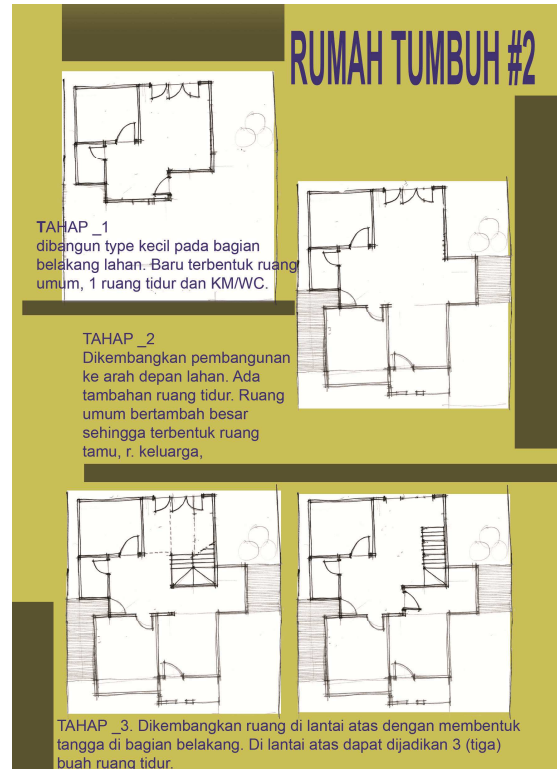 RUMAH TUMBUH #2
TAHAP _1
dibangun type kecil pada bagian
belakang lahan. Baru terbentuk ruang
umum, 1 ruang tidur dan KM/WC.
TAHAP _2
Dikembangkan pembangunan
ke arah depan lahan. Ada
tambahan ruang tidur. Ruang
umum bertambah besar
sehingga terbentuk ruang
tamu, r. keluarga,
TAHAP _3. Dikembangkan ruang di lantai atas dengan membentuk
tangga di bagian belakang. Di lantai atas dapat dijadikan 3 (tiga)
buah ruang tidur.